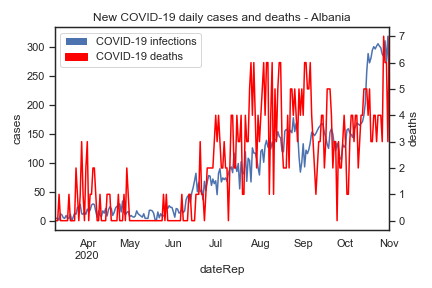 New COVID-19 daily cases and deaths - Albania
COVID-19 infections
COVID-19 deaths
300
250
200
150
100
50
0
cases
7
6
5
4
3
2
1
0
deaths
Apr May Jun Jul Aug Sep Oct Nov
2020
dateRep